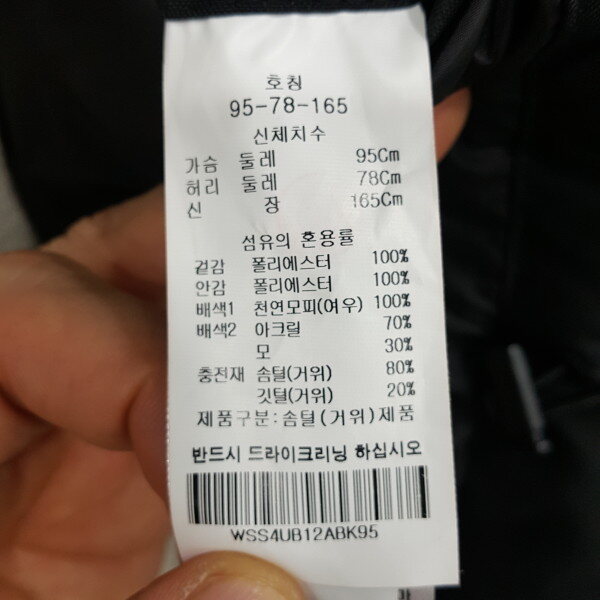 호칭
95-78-165
신체치수
가슴 둘레 95Cm
허리 둘레 78Cm
신 장 165Cm
섬유의 혼용률
겉감 폴리에스터 100%
안감 폴리에스터 100%
배색1 천연모피(여우) 100%
배색2 아크릴 70%
모 30%
충전재 솜털(거위) 80%
깃털(거위) 20%
제품구분:솜털(거위)제품
반드시 드라이크리닝 하십시오
WSS4UB12ABK95